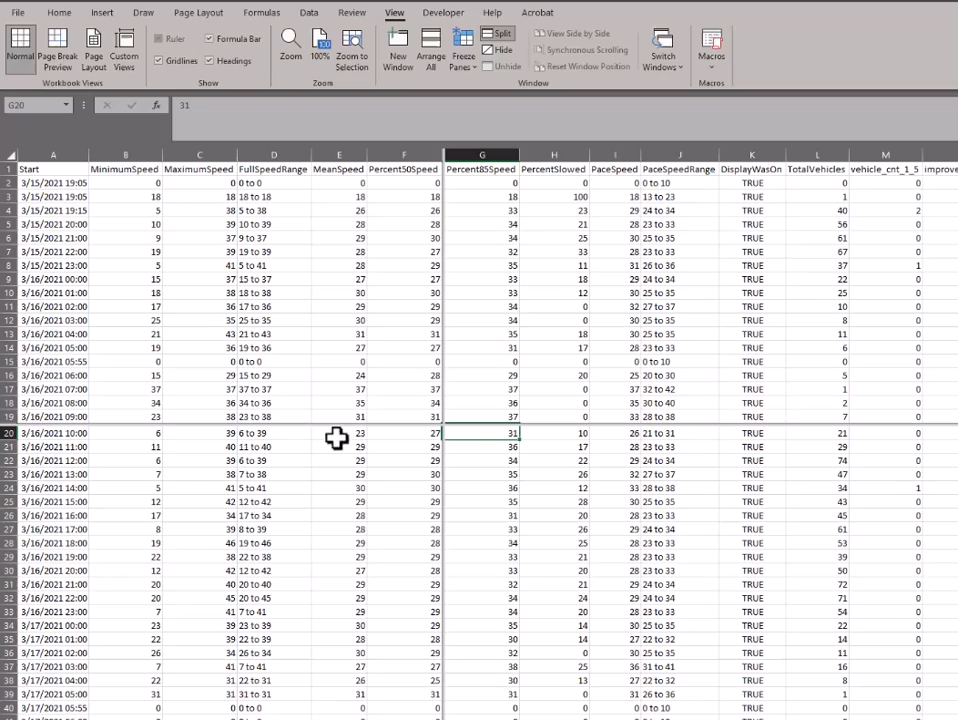 File Home Insert Draw Page Layout Formulas Data Review View Developer Help Acrobat
Normal Page Break Preview Page Layout Custom Views
Ruler Formula Bar
Gridlines Headings
Zoom 100% Zoom to Selection
New Window Arrange All Freeze Panes
Split
Hide
Unhide
View Side by Side
Synchronous Scrolling
Reset Window Position
Switch Windows
Macros
Workbook Views Show Zoom Window Macros
G20 fx 31
A B C D E F G H I J K L M
1 Start MinimumSpeed MaximumSpeed FullSpeedRange MeanSpeed Percent50Speed Percent85Speed PercentSlowed PaceSpeed PaceSpeedRange DisplayWasOn TotalVehicles vehicle_cnt_1_5 improve
2 3/15/2021 19:05 0 0 0 to 0 0 0 0 0 0 0 to 10 TRUE 0 0
3 3/15/2021 19:05 18 18 18 to 18 18 18 18 100 18 13 to 23 TRUE 1 0
4 3/15/2021 19:15 5 38 5 to 38 26 26 33 23 29 24 to 34 TRUE 40 2
5 3/15/2021 20:00 10 39 10 to 39 28 28 34 21 28 23 to 33 TRUE 56 0
6 3/15/2021 21:00 9 37 9 to 37 29 30 34 25 30 25 to 35 TRUE 61 0
7 3/15/2021 22:00 19 39 19 to 39 28 28 32 33 28 23 to 33 TRUE 67 0
8 3/15/2021 23:00 5 41 5 to 41 28 29 35 11 31 26 to 36 TRUE 37 1
9 3/16/2021 00:00 15 37 15 to 37 27 27 33 18 29 24 to 34 TRUE 22 0
10 3/16/2021 01:00 18 38 18 to 38 30 30 33 12 30 25 to 35 TRUE 25 0
11 3/16/2021 02:00 17 36 17 to 36 29 29 34 0 32 27 to 37 TRUE 10 0
12 3/16/2021 03:00 25 35 25 to 35 30 29 34 0 30 25 to 35 TRUE 8 0
13 3/16/2021 04:00 21 43 21 to 43 31 31 35 18 30 25 to 35 TRUE 11 0
14 3/16/2021 05:00 19 36 19 to 36 27 27 31 17 28 23 to 33 TRUE 6 0
15 3/16/2021 05:55 0 0 0 to 0 0 0 0 0 0 0 to 10 TRUE 0 0
16 3/16/2021 06:00 15 29 15 to 29 24 28 29 20 25 20 to 30 TRUE 5 0
17 3/16/2021 07:00 37 37 37 to 37 37 37 37 0 37 32 to 42 TRUE 1 0
18 3/16/2021 08:00 34 36 34 to 36 35 34 36 0 35 30 to 40 TRUE 2 0
19 3/16/2021 09:00 23 38 23 to 38 31 31 37 0 33 28 to 38 TRUE 7 0
20 3/16/2021 10:00 6 39 6 to 39 23 27 31 10 26 21 to 31 TRUE 21 0
21 3/16/2021 11:00 11 40 11 to 40 29 29 36 17 28 23 to 33 TRUE 29 0
22 3/16/2021 12:00 6 39 6 to 38 29 29 34 22 29 24 to 34 TRUE 74 0
23 3/16/2021 13:00 7 38 7 to 38 29 30 35 26 32 27 to 37 TRUE 47 0
24 3/16/2021 14:00 5 41 5 to 41 30 30 36 12 33 28 to 38 TRUE 34 1
25 3/16/2021 15:00 12 42 12 to 42 29 29 35 28 30 25 to 35 TRUE 43 0
26 3/16/2021 16:00 17 34 17 to 34 28 28 31 20 28 23 to 33 TRUE 45 0
27 3/16/2021 17:00 8 39 8 to 39 28 29 33 26 29 24 to 34 TRUE 61 0
28 3/16/2021 18:00 19 46 19 to 46 29 28 34 25 28 23 to 33 TRUE 53 0
29 3/16/2021 19:00 22 38 22 to 38 29 29 33 21 28 23 to 33 TRUE 39 0
30 3/16/2021 20:00 12 42 12 to 42 27 28 33 20 28 23 to 33 TRUE 50 0
31 3/16/2021 21:00 20 40 20 to 40 29 29 32 21 29 24 to 34 TRUE 72 0
32 3/16/2021 22:00 20 45 20 to 45 29 29 34 22 29 24 to 34 TRUE 71 0
33 3/16/2021 23:00 7 41 7 to 41 29 29 34 20 28 23 to 33 TRUE 54 0
34 3/17/2021 00:00 23 39 23 to 39 30 29 35 14 30 25 to 35 TRUE 22 0
35 3/17/2021 01:00 22 39 22 to 39 28 28 30 14 27 22 to 32 TRUE 14 0
36 3/17/2021 02:00 26 34 26 to 34 30 29 32 0 30 25 to 35 TRUE 11 0
37 3/17/2021 03:00 7 41 7 to 41 27 27 38 25 36 31 to 41 TRUE 16 0
38 3/17/2021 04:00 22 31 22 to 31 26 25 30 13 27 22 to 32 TRUE 8 0
39 3/17/2021 05:00 31 31 31 to 31 31 31 31 0 31 26 to 36 TRUE 1 0
40 3/17/2021 05:55 0 0 0 to 0 0 0 0 0 0 0 to 10 TRUE 0 0